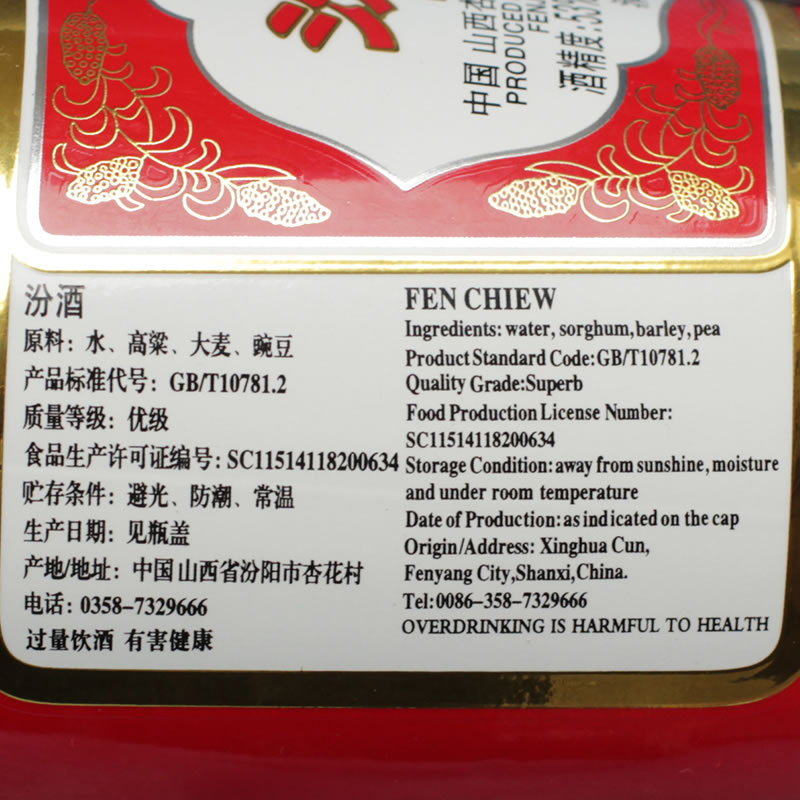 中国 山西杏
PRODUCED
FEN
酒精度:53%
汾酒
原料：水、高粱、大麦、豌豆
产品标准代号：GB/T10781.2
质量等级：优级
食品生产许可证编号：SC11514118200634
贮存条件：避光、防潮、常温
生产日期：见瓶盖
产地/地址：中国山西省汾阳市杏花村
电话：0358-7329666
过量饮酒 有害健康
FEN CHIEW
Ingredients: water, sorghum,barley,pea
Product Standard Code:GB/T10781.2
Quality Grade:Superb
Food Production License Number:
SC11514118200634
Storage Condition: away from sunshine, moisture
and under room temperature
Date of Production: as indicated on the cap
Origin/Address: Xinghua Cun,
Fenyang City,Shanxi,China.
Tel:0086-358-7329666
OVERDRINKING IS HARMFUL TO HEALTH